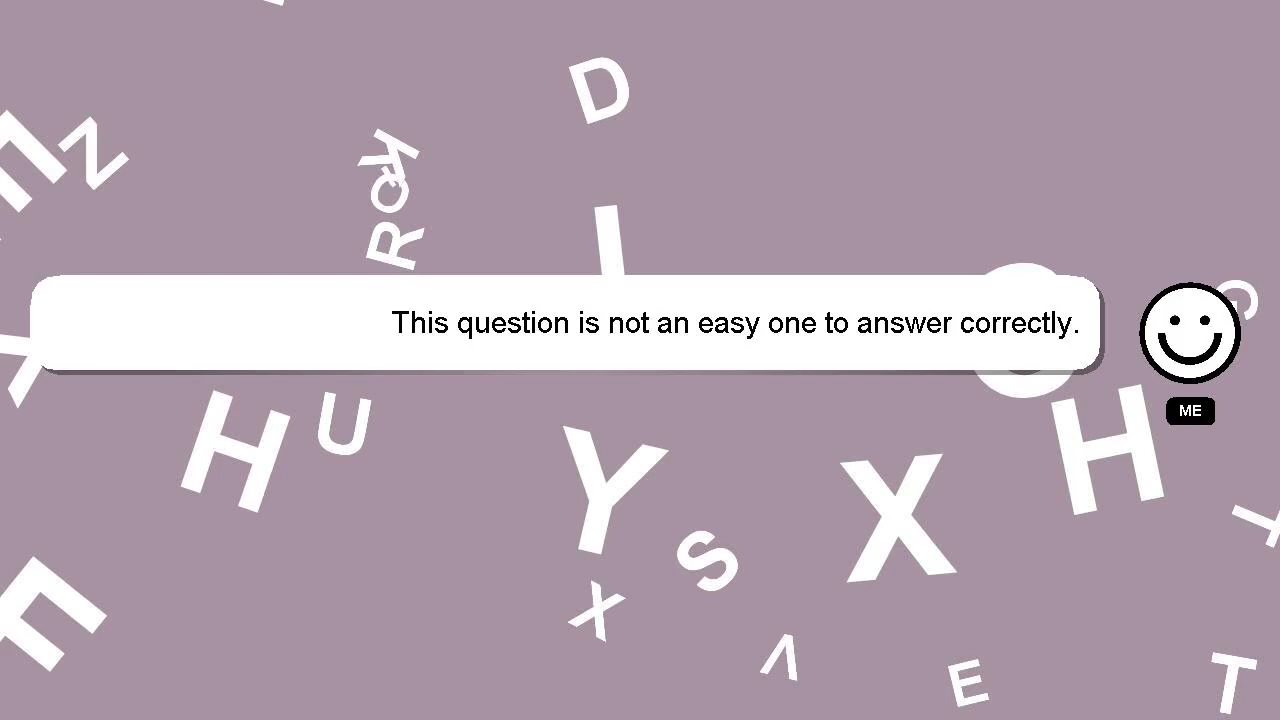 D
Z
K
R
I
G
This question is not an easy one to answer correctly.
ME
H
U
H
Y
X
S
X
V
E
T